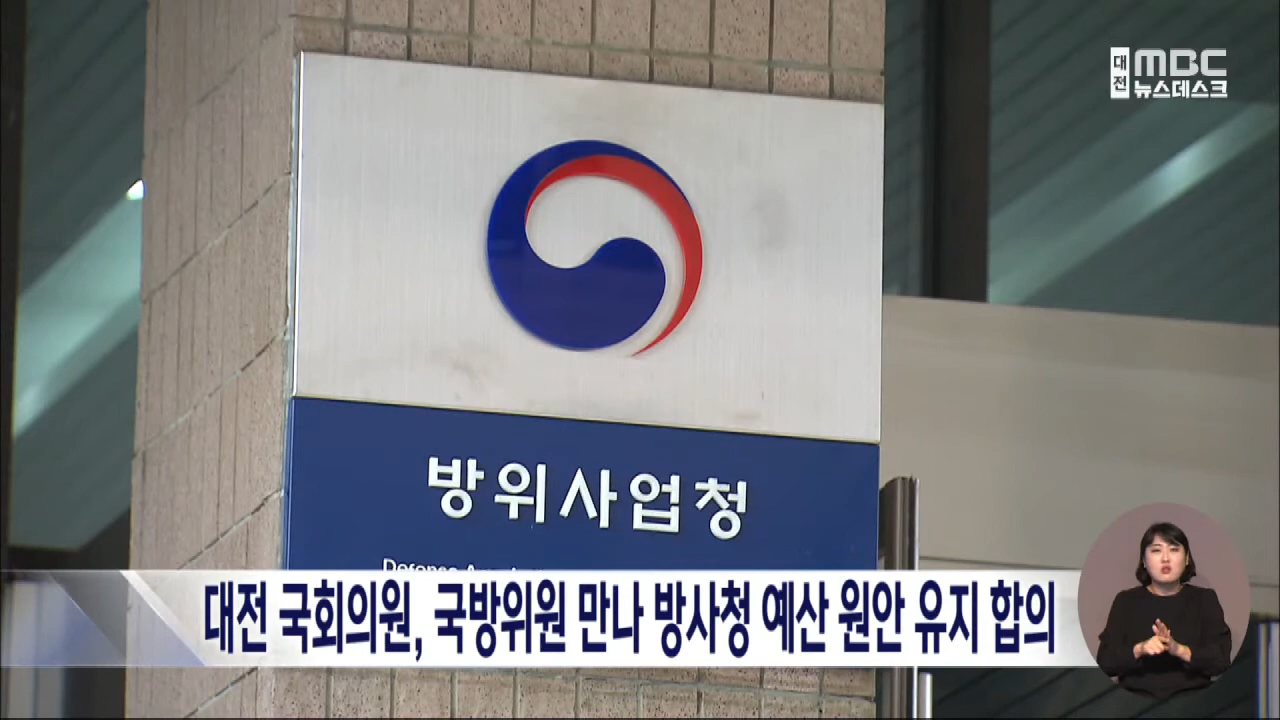 대전
MBC
뉴스데스크
방위사업청
Defense
대전 국회의원, 국방위원 만나 방사청 예산 원안 유지 합의